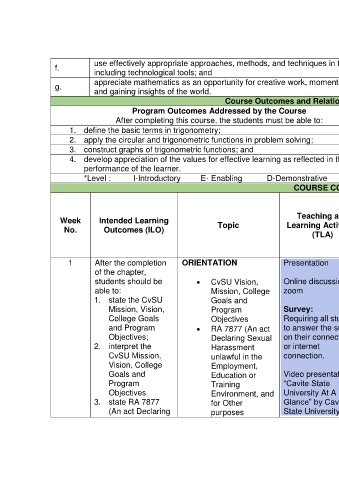 f.
use effectively appropriate approaches, methods, and techniques in t
including technological tools; and
g.
appreciate mathematics as an opportunity for creative work, moment
and gaining insights of the world.
Course Outcomes and Relatio
Program Outcomes Addressed by the Course
After completing this course, the students must be able to:
1. define the basic terms in trigonometry;
2. apply the circular and trigonometric functions in problem solving;
3. construct graphs of trigonometric functions; and
4. develop appreciation of the values for effective learning as reflected in th
performance of the learner.
*Level : I-Introductory E- Enabling D-Demonstrative
COURSE CO
Week
No.
Intended Learning
Outcomes (ILO)
Topic
Teaching a
Learning Acti
(TLA)
1
After the completion
of the chapter,
students should be
able to:
1. state the CvSU
Mission, Vision,
College Goals
and Program
Objectives;
2. interpret the
CvSU Mission,
Vision, College
Goals and
Program
Objectives
3. state RA 7877
(An act Declaring
ORIENTATION
• CvSU Vision,
Mission, College
Goals and
Program
Objectives
• RA 7877 (An act
Declaring Sexual
Harassment
unlawful in the
Employment,
Education or
Training
Environment, and
for Other
purposes
Presentation
Online discussi
zoom
Survey:
Requiring all stu
to answer the su
on their connec
or internet
connection.
Video presentat
"Cavite State
University At A
Glance" by Cav
State University